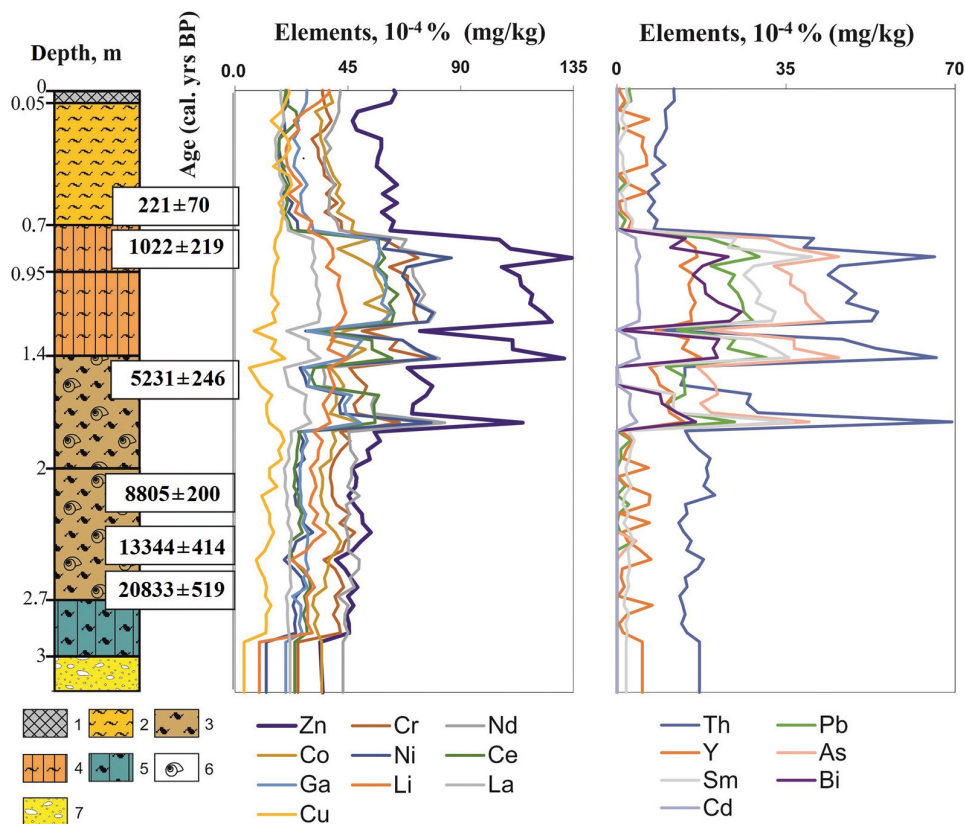 Depth, m
Age (cal. yrs BP)
Elements, 10⁻⁴ % (mg/kg)
Elements, 10⁻⁴ % (mg/kg)
0.0 45 90 135
0 35 70
0
0.05
0.7
0.95
1.4
2
2.7
3
221±70
1022±219
5231±246
8805±200
13344±414
20833±519
1 2 3
4 5 6
7
Zn Cr Nd
Co Ni Ce
Ga Li La
Cu
Th Pb
Y As
Sm Bi
Cd